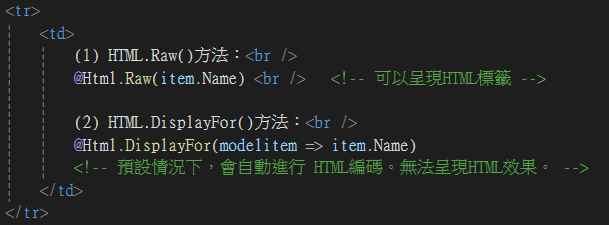 <tr>
<td>
(1) HTML.Raw()方法：<br />
@Html.Raw(item.Name) <br /> <!-- 可以呈現HTML標籤 -->
(2) HTML.DisplayFor()方法：<br />
@Html.DisplayFor(modelitem => item.Name)
<!-- 預設情況下，會自動進行 HTML編碼。無法呈現HTML效果。 -->
</td>
</tr>